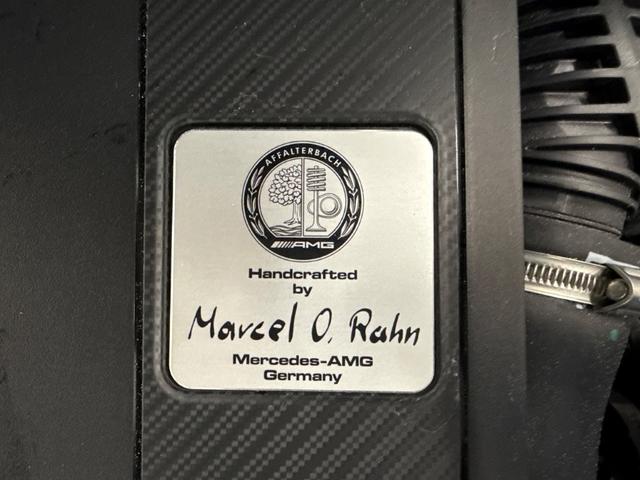 AFFALTERBACH
AMG
Handcrafted
by
Marcel O. Rahn
Mercedes-AMG
Germany